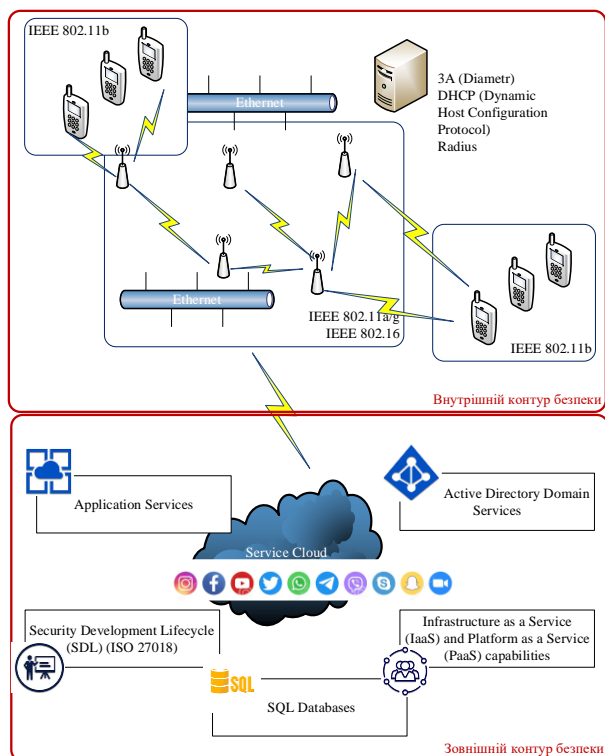 IEEE 802.11b
Ethernet
3A (Diametr)
DHCP (Dynamic
Host Configuration
Protocol)
Radius
Ethernet
IEEE 802.11a/g
IEEE 802.16
IEEE 802.11b
Внутрішній контур безпеки
Application Services
Active Directory Domain
Services
Service Cloud
Security Development Lifecycle
(SDL) (ISO 27018)
Infrastructure as a Service
(IaaS) and Platform as a Service
(PaaS) capabilities
SQL
SQL Databases
Зовнішній контур безпеки